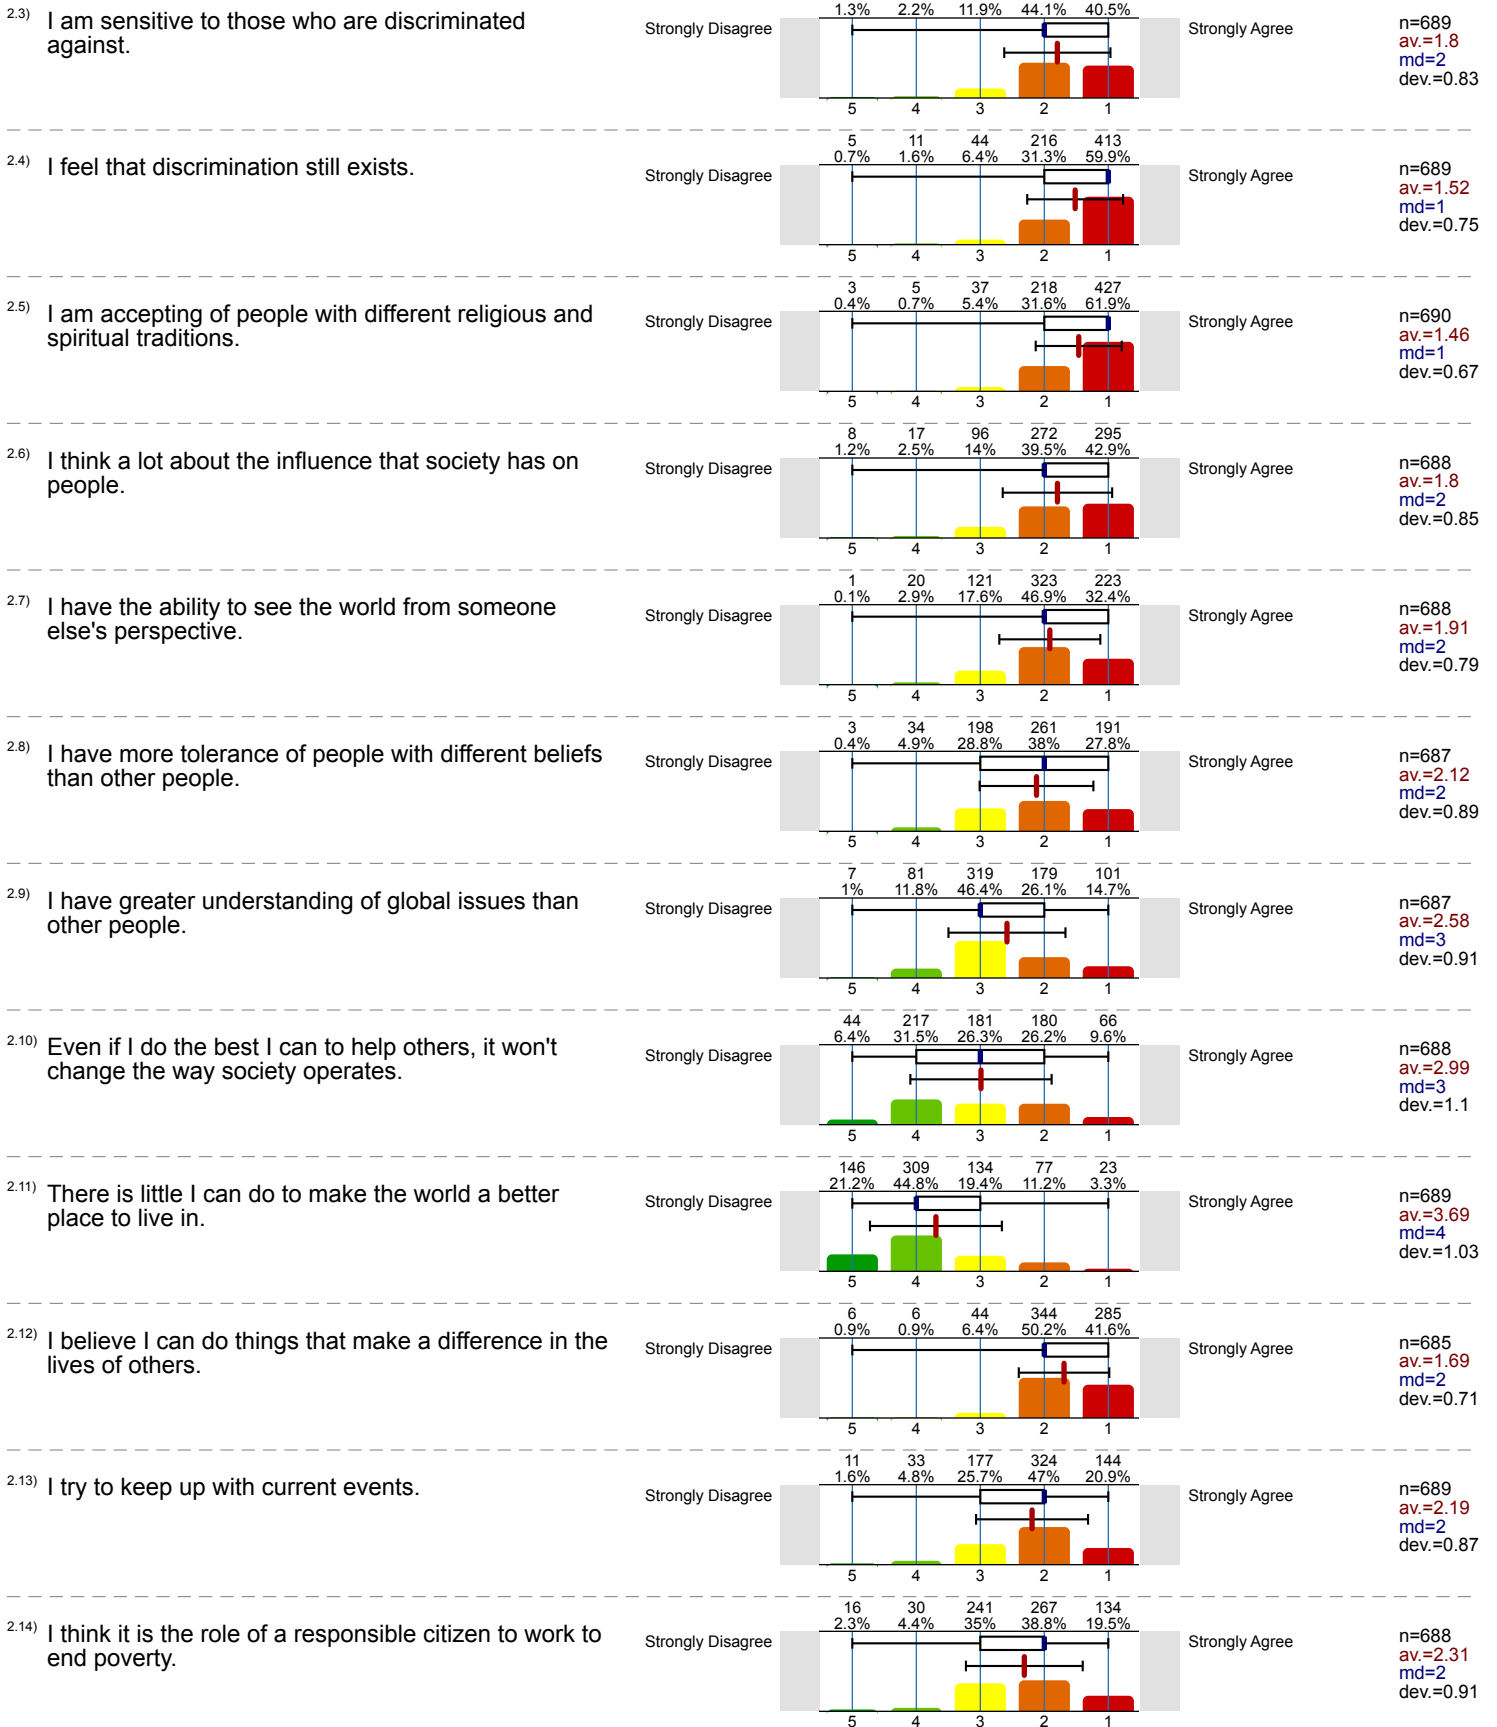 2.3) I am sensitive to those who are discriminated
against.
Strongly Disagree
1.3% 2.2% 11.9% 44.1% 40.5%
5 4 3 2 1
Strongly Agree
n=689
av.=1.8
md=2
dev.=0.83
2.4) I feel that discrimination still exists.
Strongly Disagree
5 11 44 216 413
0.7% 1.6% 6.4% 31.3% 59.9%
5 4 3 2 1
Strongly Agree
n=689
av.=1.52
md=1
dev.=0.75
2.5) I am accepting of people with different religious and
spiritual traditions.
Strongly Disagree
3 5 37 218 427
0.4% 0.7% 5.4% 31.6% 61.9%
5 4 3 2 1
Strongly Agree
n=690
av.=1.46
md=1
dev.=0.67
2.6) I think a lot about the influence that society has on
people.
Strongly Disagree
8 17 96 272 295
1.2% 2.5% 14% 39.5% 42.9%
5 4 3 2 1
Strongly Agree
n=688
av.=1.8
md=2
dev.=0.85
2.7) I have the ability to see the world from someone
else's perspective.
Strongly Disagree
1 20 121 323 223
0.1% 2.9% 17.6% 46.9% 32.4%
5 4 3 2 1
Strongly Agree
n=688
av.=1.91
md=2
dev.=0.79
2.8) I have more tolerance of people with different beliefs
than other people.
Strongly Disagree
3 34 198 261 191
0.4% 4.9% 28.8% 38% 27.8%
5 4 3 2 1
Strongly Agree
n=687
av.=2.12
md=2
dev.=0.89
2.9) I have greater understanding of global issues than
other people.
Strongly Disagree
7 81 319 179 101
1% 11.8% 46.4% 26.1% 14.7%
5 4 3 2 1
Strongly Agree
n=687
av.=2.58
md=3
dev.=0.91
2.10) Even if I do the best I can to help others, it won't
change the way society operates.
Strongly Disagree
44 217 181 180 66
6.4% 31.5% 26.3% 26.2% 9.6%
5 4 3 2 1
Strongly Agree
n=688
av.=2.99
md=3
dev.=1.1
2.11) There is little I can do to make the world a better
place to live in.
Strongly Disagree
146 309 134 77 23
21.2% 44.8% 19.4% 11.2% 3.3%
5 4 3 2 1
Strongly Agree
n=689
av.=3.69
md=4
dev.=1.03
2.12) I believe I can do things that make a difference in the
lives of others.
Strongly Disagree
6 6 44 344 285
0.9% 0.9% 6.4% 50.2% 41.6%
5 4 3 2 1
Strongly Agree
n=685
av.=1.69
md=2
dev.=0.71
2.13) I try to keep up with current events.
Strongly Disagree
11 33 177 324 144
1.6% 4.8% 25.7% 47% 20.9%
5 4 3 2 1
Strongly Agree
n=689
av.=2.19
md=2
dev.=0.87
2.14) I think it is the role of a responsible citizen to work to
end poverty.
Strongly Disagree
16 30 241 267 134
2.3% 4.4% 35% 38.8% 19.5%
5 4 3 2 1
Strongly Agree
n=688
av.=2.31
md=2
dev.=0.91